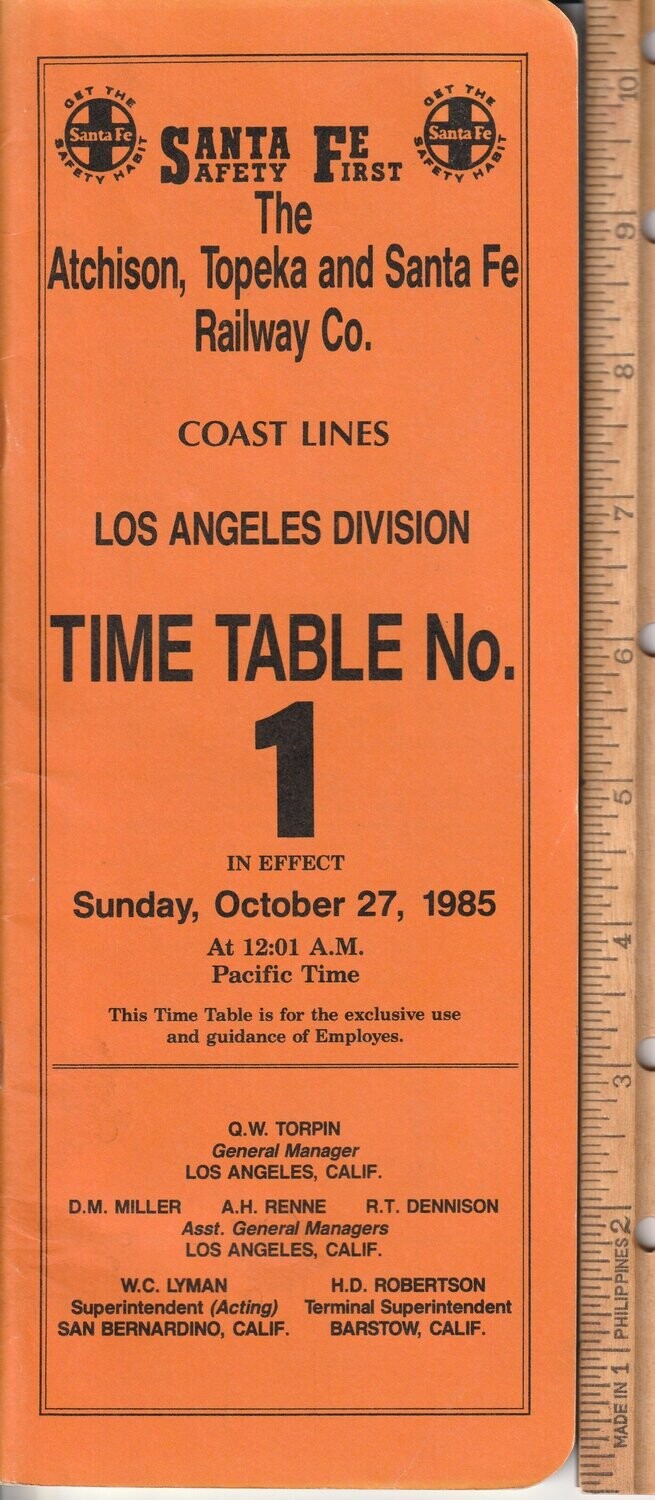 GET THE
Santa Fe
SAFETY HABIT
SANTA FE
SAFETY FIRST
GET THE
Santa Fe
SAFETY HABIT
The
Atchison, Topeka and Santa Fe
Railway Co.
COAST LINES
LOS ANGELES DIVISION
TIME TABLE No.
1
IN EFFECT
Sunday, October 27, 1985
At 12:01 A.M.
Pacific Time
This Time Table is for the exclusive use
and guidance of Employes.
Q.W. TORPIN
General Manager
LOS ANGELES, CALIF.
D.M. MILLER A.H. RENNE R.T. DENNISON
Asst. General Managers
LOS ANGELES, CALIF.
W.C. LYMAN H.D. ROBERTSON
Superintendent (Acting) Terminal Superintendent
SAN BERNARDINO, CALIF. BARSTOW, CALIF.
10
9
8
7
6
5
4
3
2
1
MADE IN PHILIPPINES